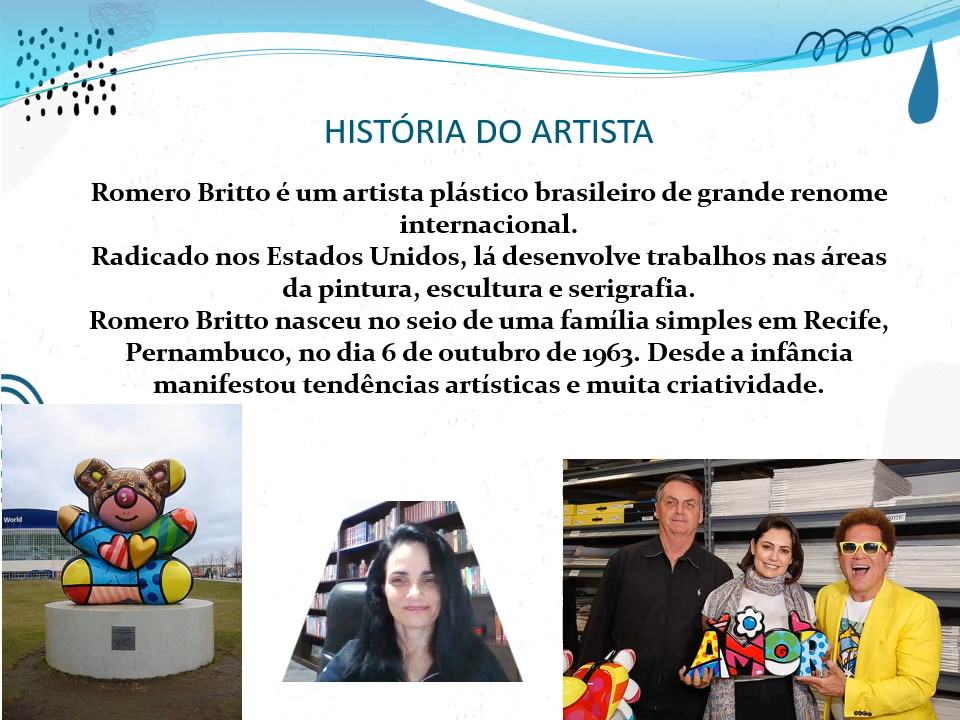 HISTÓRIA DO ARTISTA
Romero Britto é um artista plástico brasileiro de grande renome
internacional.
Radicado nos Estados Unidos, lá desenvolve trabalhos nas áreas
da pintura, escultura e serigrafia.
Romero Britto nasceu no seio de uma família simples em Recife,
Pernambuco, no dia 6 de outubro de 1963. Desde a infância
manifestou tendências artísticas e muita criatividade.
World
AMOR